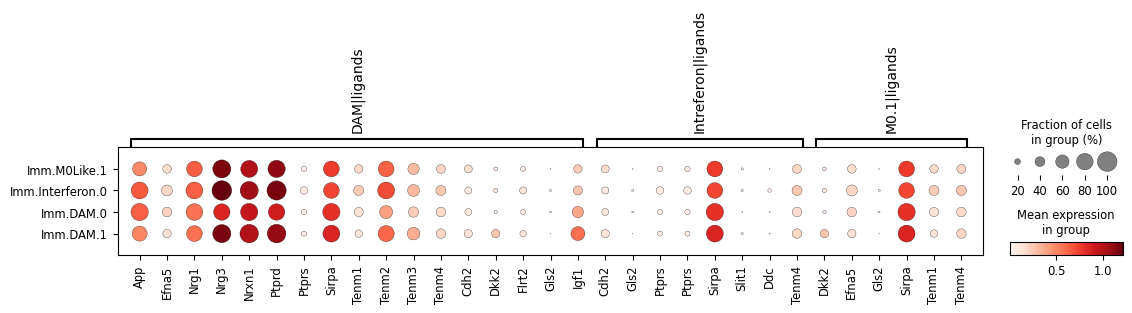 DAM|ligands
Intreferon|ligands
M0.1|ligands
Imm.M0Like.1
Imm.Interferon.0
Imm.DAM.0
Imm.DAM.1
App
Efna5
Nrg1
Nrg3
Nrxn1
Ptprd
Ptprs
Sirpa
Tenm1
Tenm2
Tenm3
Tenm4
Cdh2
Dkk2
Flrt2
Gls2
Igf1
Cdh2
Gls2
Ptprs
Ptprs
Sirpa
Slit1
Ddc
Tenm4
Dkk2
Efna5
Gls2
Sirpa
Tenm1
Tenm4
Fraction of cells
in group (%)
20 40 60 80 100
Mean expression
in group
0.5 1.0